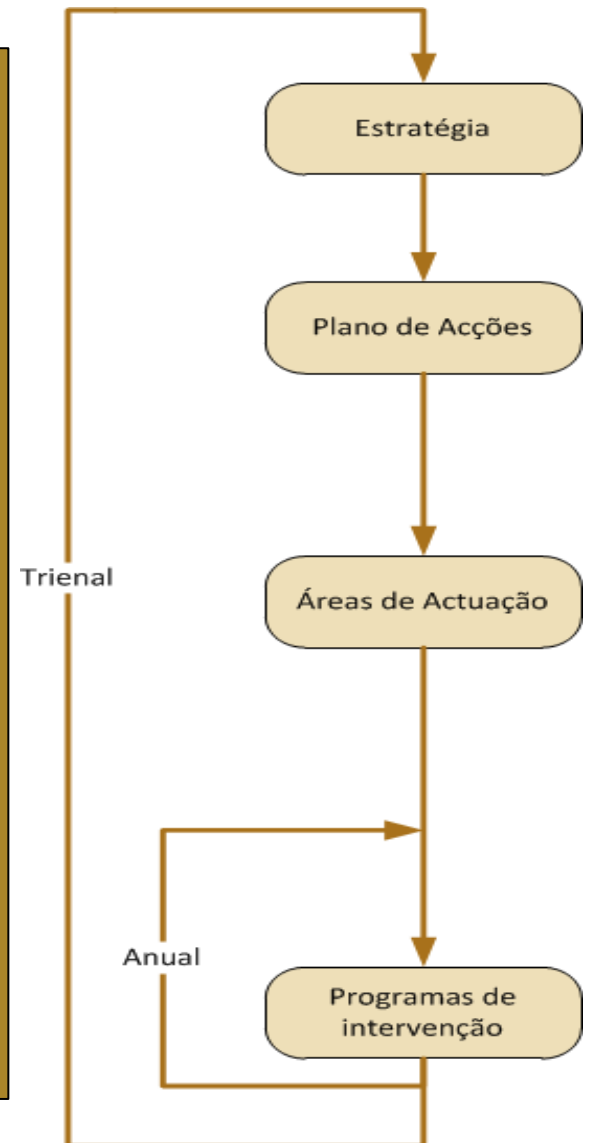 Estratégia
Plano de Acções
Trienal
Áreas de Actuação
Anual
Programas de
intervenção